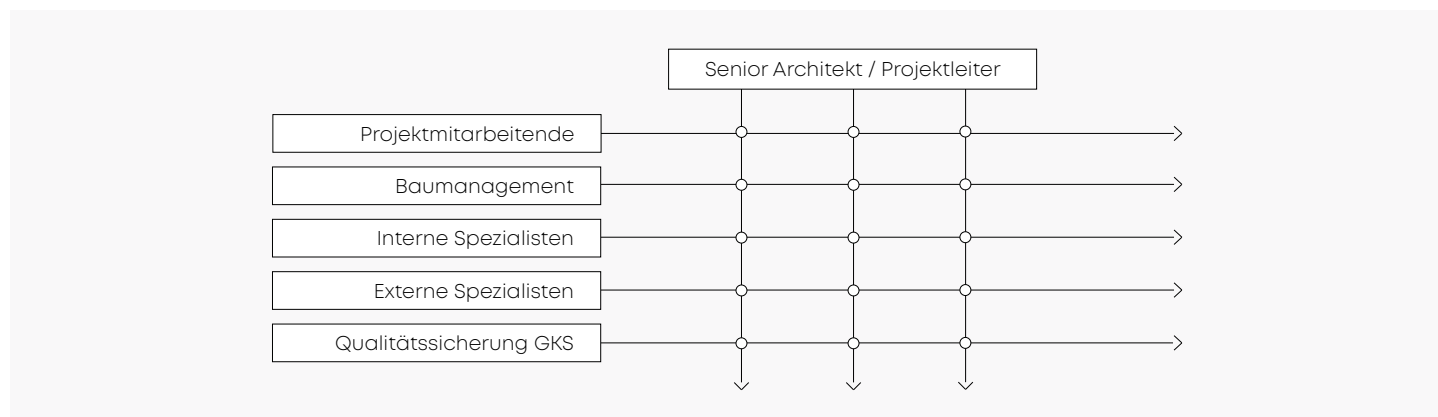 Senior Architekt / Projektleiter
Projektmitarbeitende
Baumanagement
Interne Spezialisten
Externe Spezialisten
Qualitätssicherung GKS